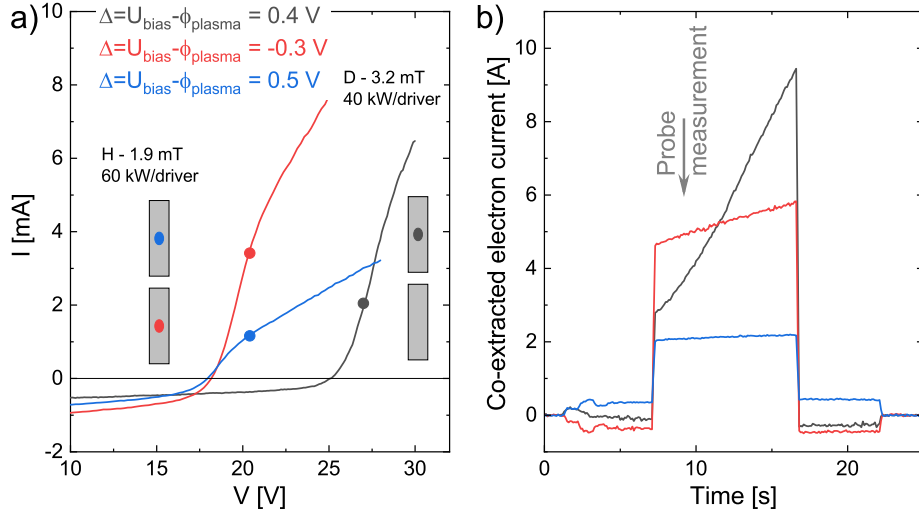 a)
Δ=U_bias-ϕ_plasma = 0.4 V
Δ=U_bias-ϕ_plasma = -0.3 V
Δ=U_bias-ϕ_plasma = 0.5 V
D - 3.2 mT
40 kW/driver
H - 1.9 mT
60 kW/driver
I [mA]
10
8
6
4
2
0
-2
10
15
20
25
30
V [V]
b)
Probe
measurement
Co-extracted electron current [A]
10
8
6
4
2
0
0
10
20
Time [s]